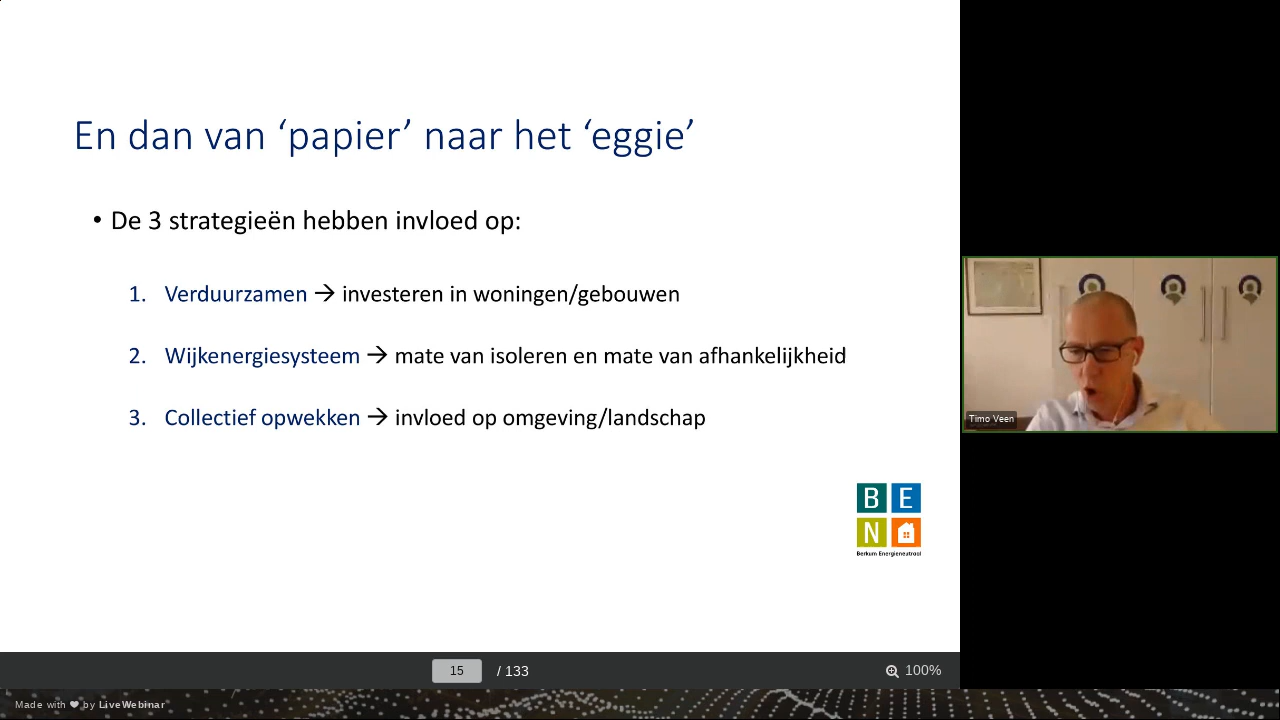 En dan van ‘papier’ naar het ‘eggie’
• De 3 strategieën hebben invloed op:
1. Verduurzamen → investeren in woningen/gebouwen
2. Wijkenergiesysteem → mate van isoleren en mate van afhankelijkheid
3. Collectief opwekken → invloed op omgeving/landschap
B E
N
Berkum Energieneutraal
Timo Veen
15 / 133
100%
Made with ♥ by LiveWebinar